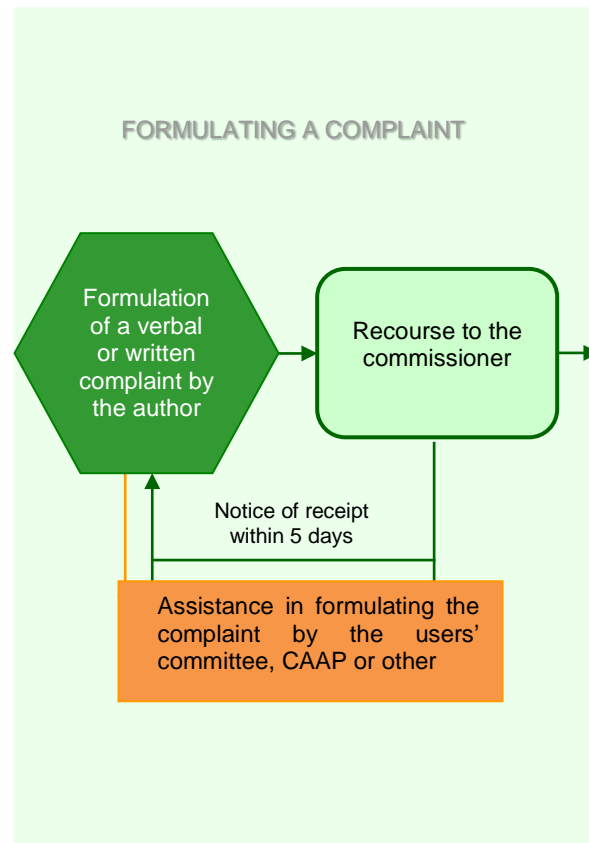 FORMULATING A COMPLAINT
Formulation
of a verbal
or written
complaint by
the author
Recourse to the
commissioner
Notice of receipt
within 5 days
Assistance in formulating the
complaint by the users’
committee, CAAP or other